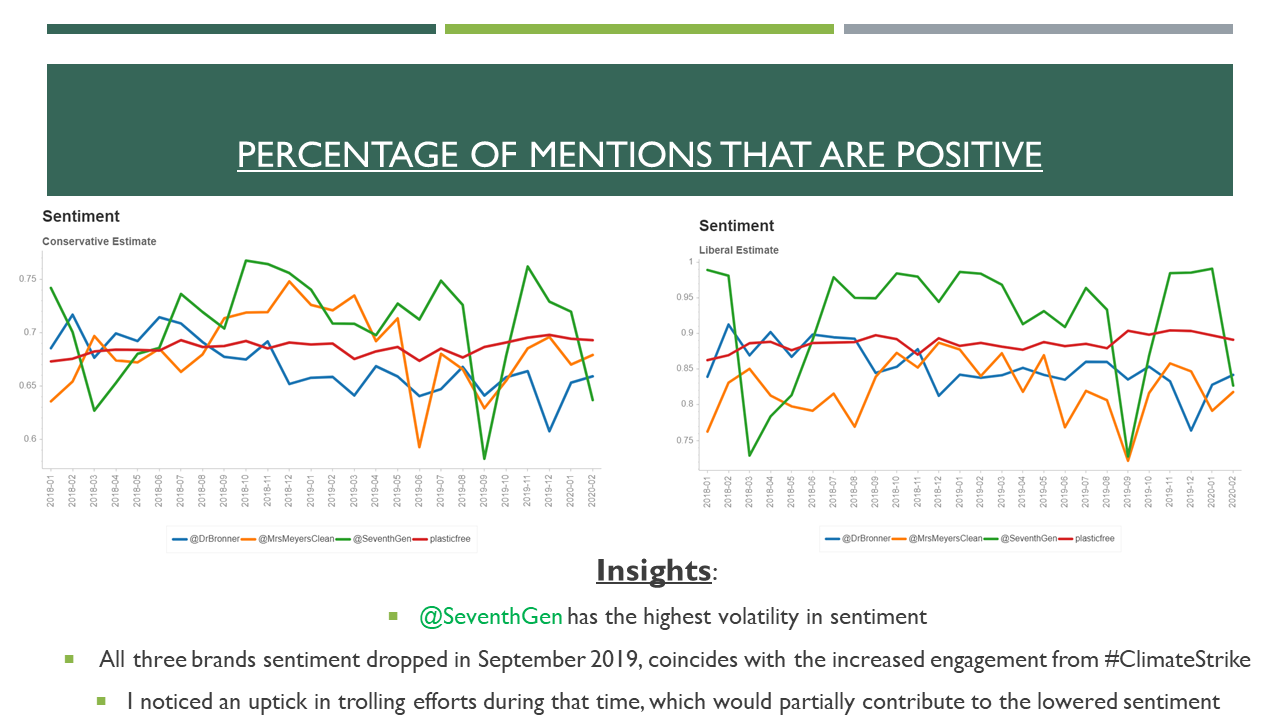 PERCENTAGE OF MENTIONS THAT ARE POSITIVE
Sentiment
Conservative Estimate
0.75
0.7
0.65
0.6
2018-01 2018-02 2018-03 2018-04 2018-05 2018-06 2018-07 2018-08 2018-09 2018-10 2018-11 2018-12 2019-01 2019-02 2019-03 2019-04 2019-05 2019-06 2019-07 2019-08 2019-09 2019-10 2019-11 2019-12 2020-01 2020-02
@DrBronner @MrsMeyersClean @SeventhGen plasticfree
Sentiment
Liberal Estimate
1
0.95
0.9
0.85
0.8
0.75
2018-01 2018-02 2018-03 2018-04 2018-05 2018-06 2018-07 2018-08 2018-09 2018-10 2018-11 2018-12 2019-01 2019-02 2019-03 2019-04 2019-05 2019-06 2019-07 2019-08 2019-09 2019-10 2019-11 2019-12 2020-01 2020-02
@DrBronner @MrsMeyersClean @SeventhGen plasticfree
Insights:
@SeventhGen has the highest volatility in sentiment
All three brands sentiment dropped in September 2019, coincides with the increased engagement from #ClimateStrike
I noticed an uptick in trolling efforts during that time, which would partially contribute to the lowered sentiment